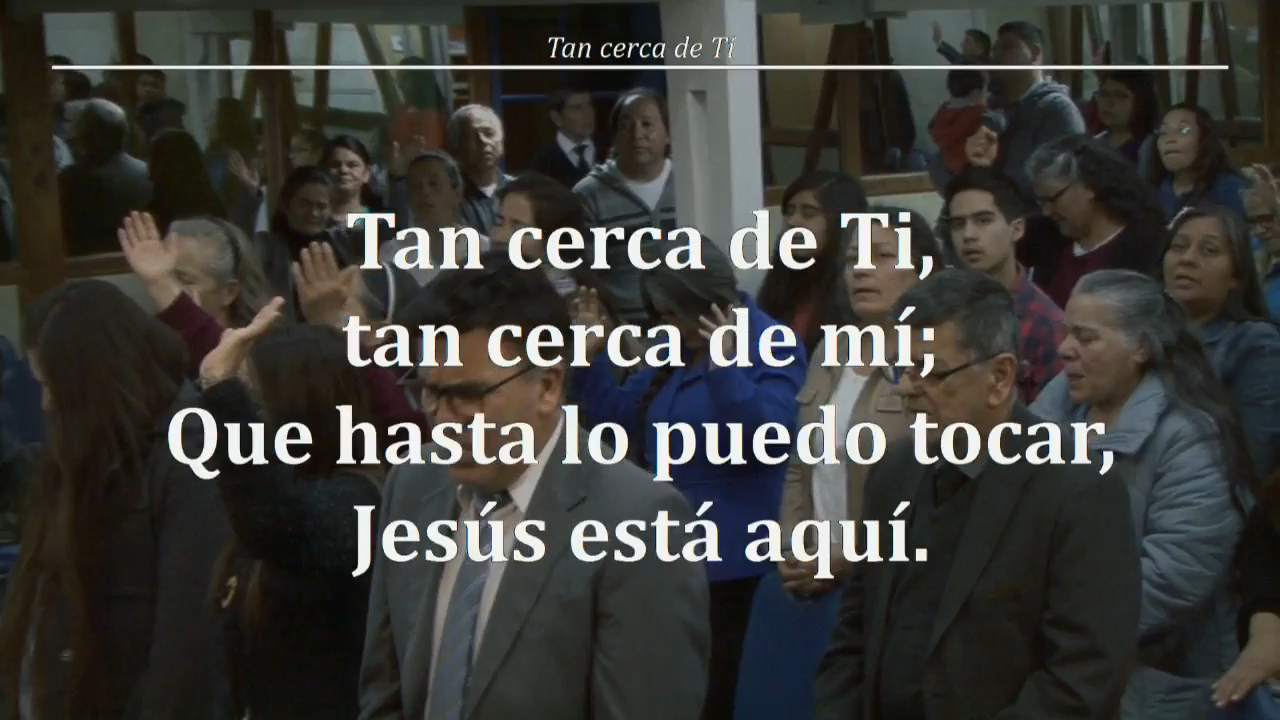 Tan cerca de Tí
Tan cerca de Ti,
tan cerca de mí;
Que hasta lo puedo tocar,
Jesús está aquí.